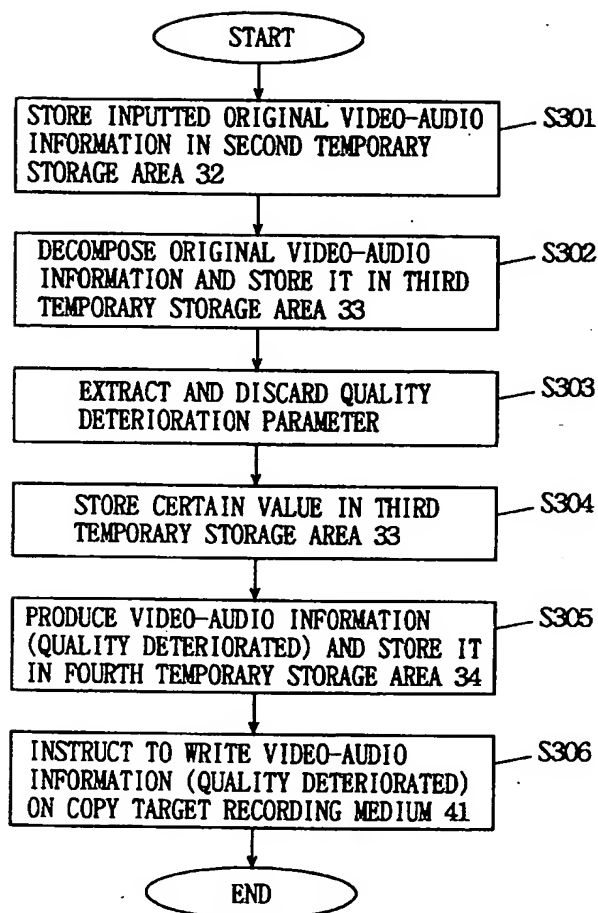 START
STORE INPUTTED ORIGINAL VIDEO-AUDIO
INFORMATION IN SECOND TEMPORARY
STORAGE AREA 32
S301
DECOMPOSE ORIGINAL VIDEO-AUDIO
INFORMATION AND STORE IT IN THIRD
TEMPORARY STORAGE AREA 33
S302
EXTRACT AND DISCARD QUALITY
DETERIORATION PARAMETER
S303
STORE CERTAIN VALUE IN THIRD
TEMPORARY STORAGE AREA 33
S304
PRODUCE VIDEO-AUDIO INFORMATION
(QUALITY DETERIORATED) AND STORE IT
IN FOURTH TEMPORARY STORAGE AREA 34
S305
INSTRUCT TO WRITE VIDEO-AUDIO
INFORMATION (QUALITY DETERIORATED)
ON COPY TARGET RECORDING MEDIUM 41
S306
END